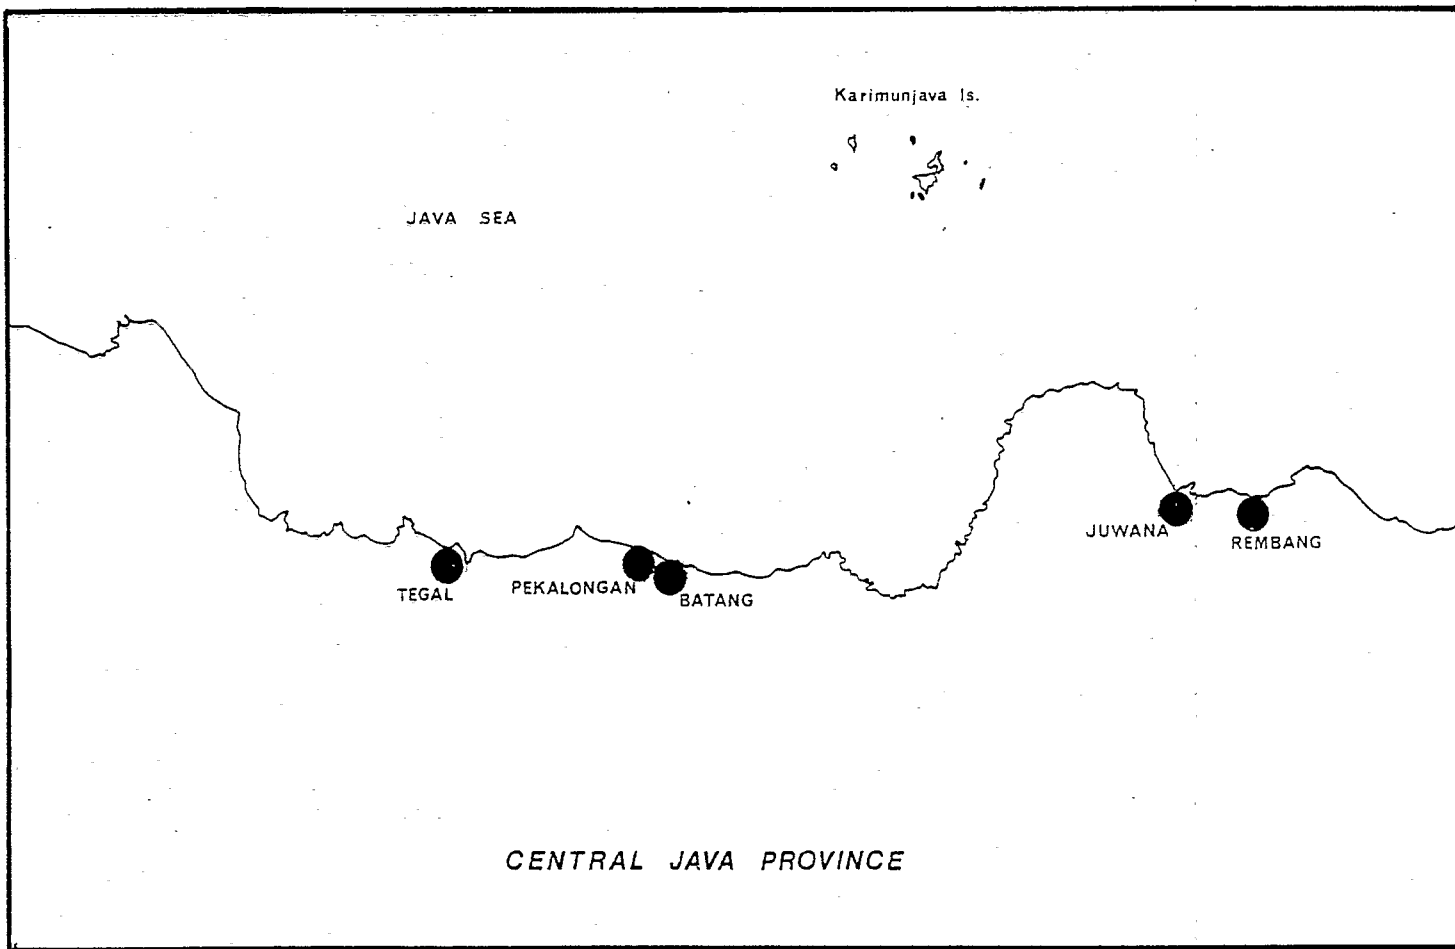 Karimunjava Is.
JAVA SEA
JUWANA
REMBANG
TEGAL
PEKALONGAN
BATANG
CENTRAL JAVA PROVINCE